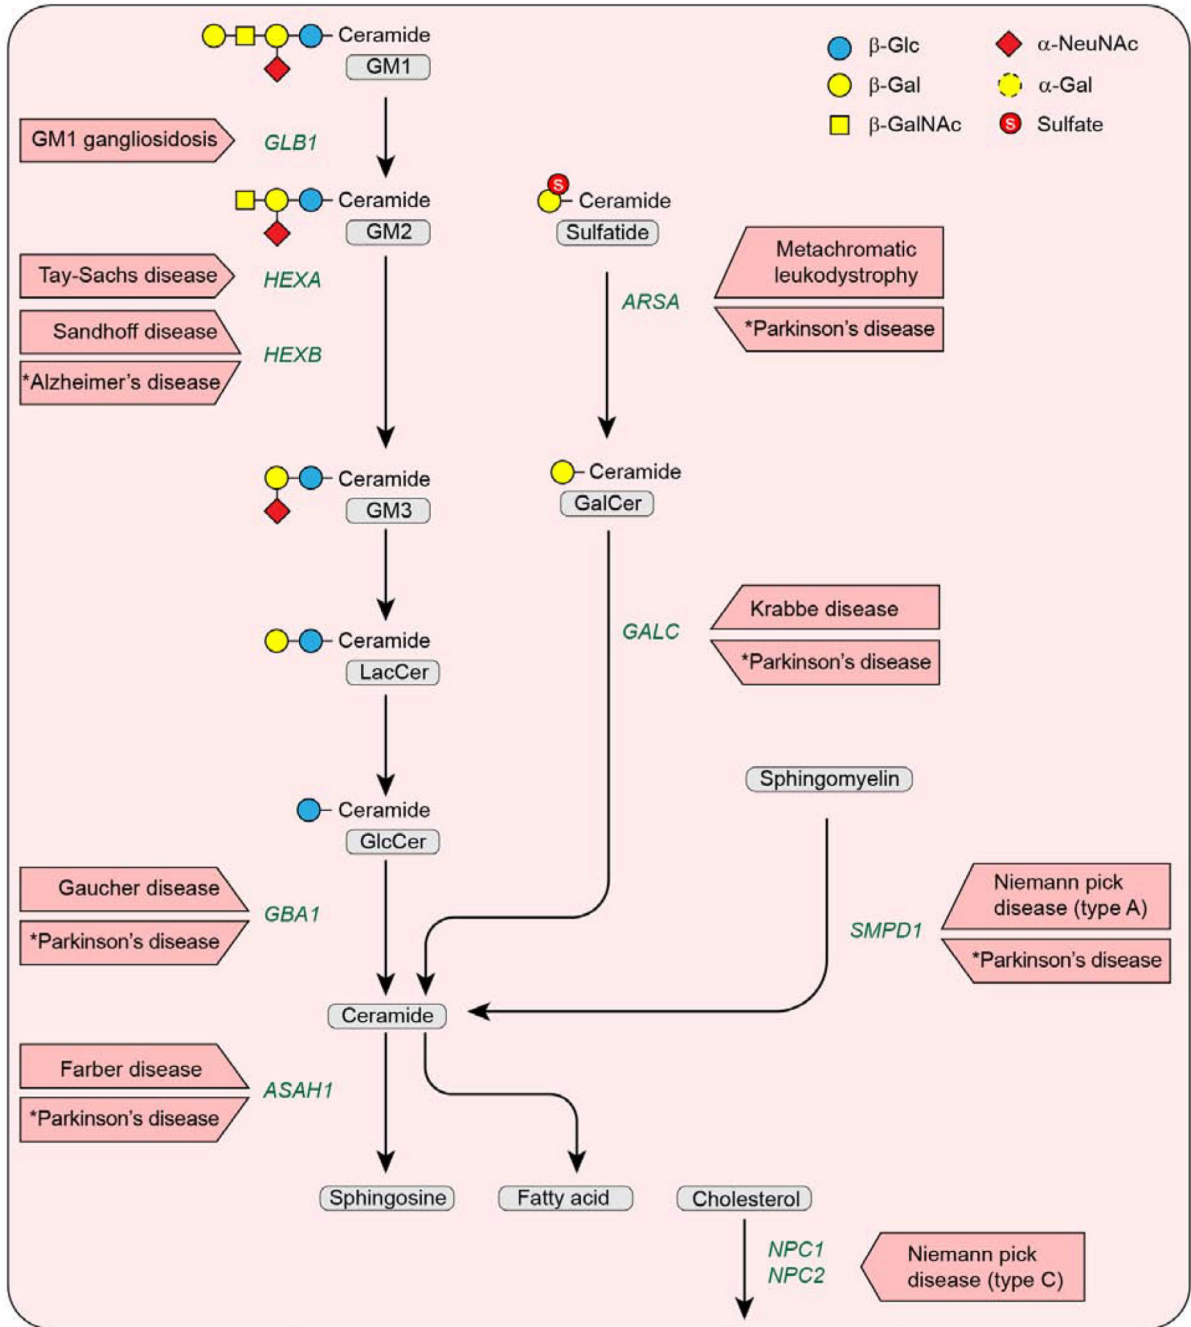 Ceramide
GM1
β-Glc
α-NeuNAc
β-Gal
α-Gal
β-GalNAc
S Sulfate
GM1 gangliosidosis
GLB1
Ceramide
GM2
S
Ceramide
Sulfatide
Tay-Sachs disease
HEXA
Sandhoff disease
HEXB
*Alzheimer's disease
ARSA
Metachromatic
leukodystrophy
*Parkinson's disease
Ceramide
GM3
Ceramide
GalCer
Ceramide
LacCer
GALC
Krabbe disease
*Parkinson's disease
Ceramide
GlcCer
Sphingomyelin
Gaucher disease
GBA1
*Parkinson's disease
SMPD1
Niemann pick
disease (type A)
*Parkinson's disease
Ceramide
Farber disease
ASAH1
*Parkinson's disease
Sphingosine
Fatty acid
Cholesterol
NPC1
NPC2
Niemann pick
disease (type C)